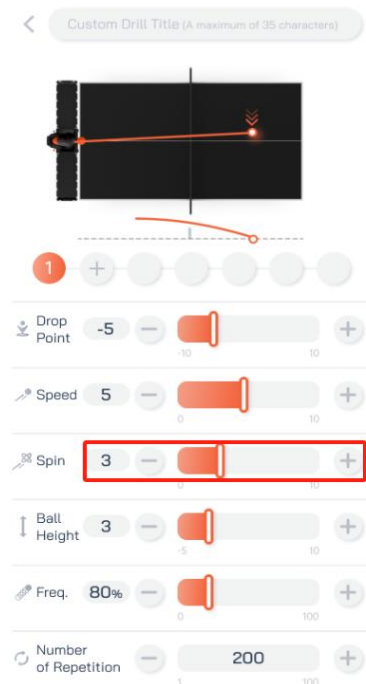 Custom Drill Title (A maximum of 35 characters)
1 +
Drop
Point -5 − +
-10 10
Speed 5 − +
0 10
Spin 3 − +
0 10
Ball
Height 3 − +
-5 10
Freq. 80% − +
0 100
Number
of Repetition − 200 +
1 100